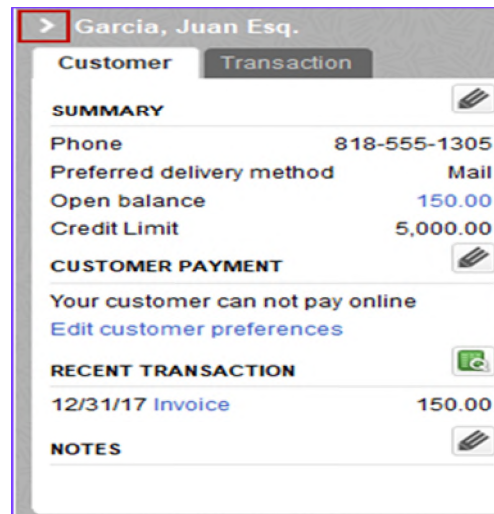 Garcia, Juan Esq.
Customer Transaction
SUMMARY
Phone 818-555-1305
Preferred delivery method Mail
Open balance 150.00
Credit Limit 5,000.00
CUSTOMER PAYMENT
Your customer can not pay online
Edit customer preferences
RECENT TRANSACTION
12/31/17 Invoice 150.00
NOTES